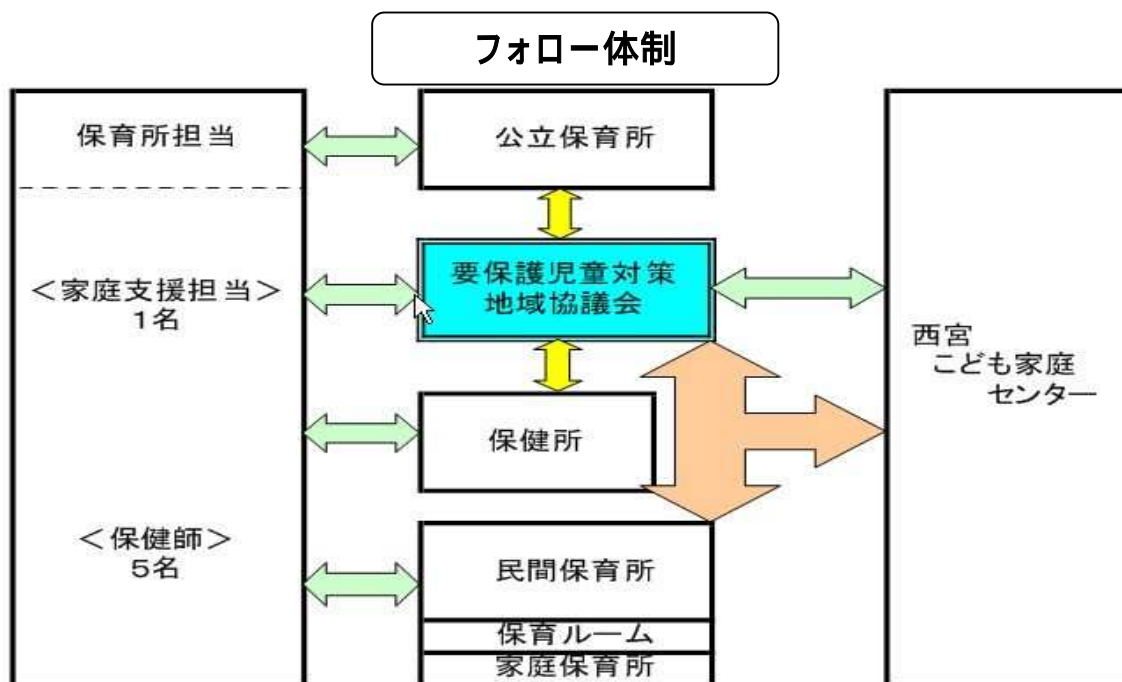 フォロー体制
保育所担当
＜家庭支援担当＞
1名
＜保健師＞
5名
公立保育所
要保護児童対策
地域協議会
保健所
民間保育所
保育ルーム
家庭保育所
西宮
こども家庭
センター